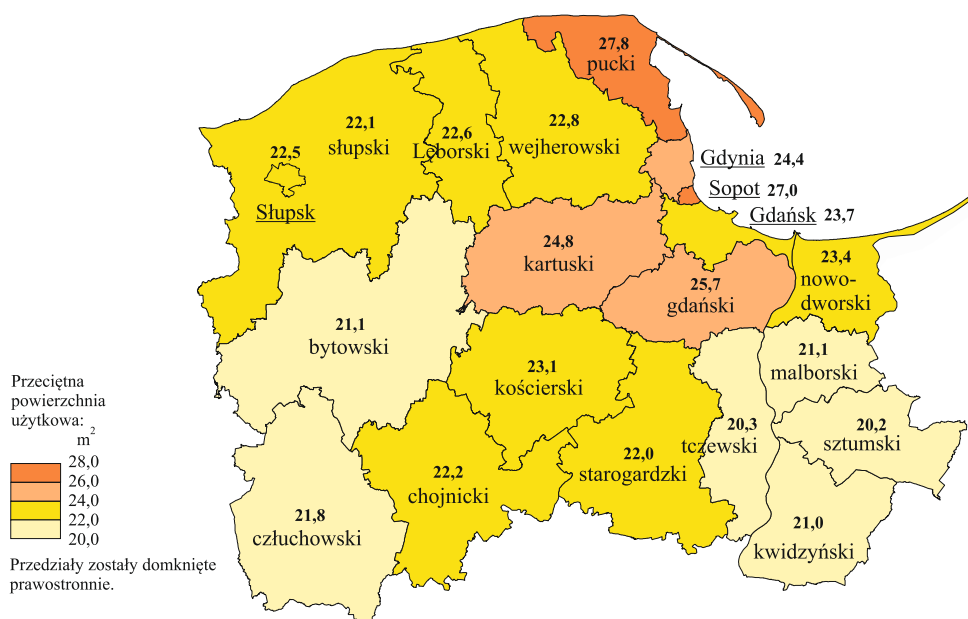 27,8
pucki
22,1
słupski
22,6
Lęborski
22,8
wejherowski
22,5
Słupsk
Gdynia 24,4
Sopot 27,0
Gdańsk 23,7
24,8
kartuski
25,7
gdański
23,4
nowo-
dworski
21,1
bytowski
23,1
kościerski
21,1
malborski
20,3
tczewski
20,2
sztumski
22,2
chojnicki
22,0
starogardzki
21,8
człuchowski
21,0
kwidzyński
Przeciętna
powierzchnia
użytkowa:
m²
28,0
26,0
24,0
22,0
20,0
Przedziały zostały domknięte
prawostronnie.